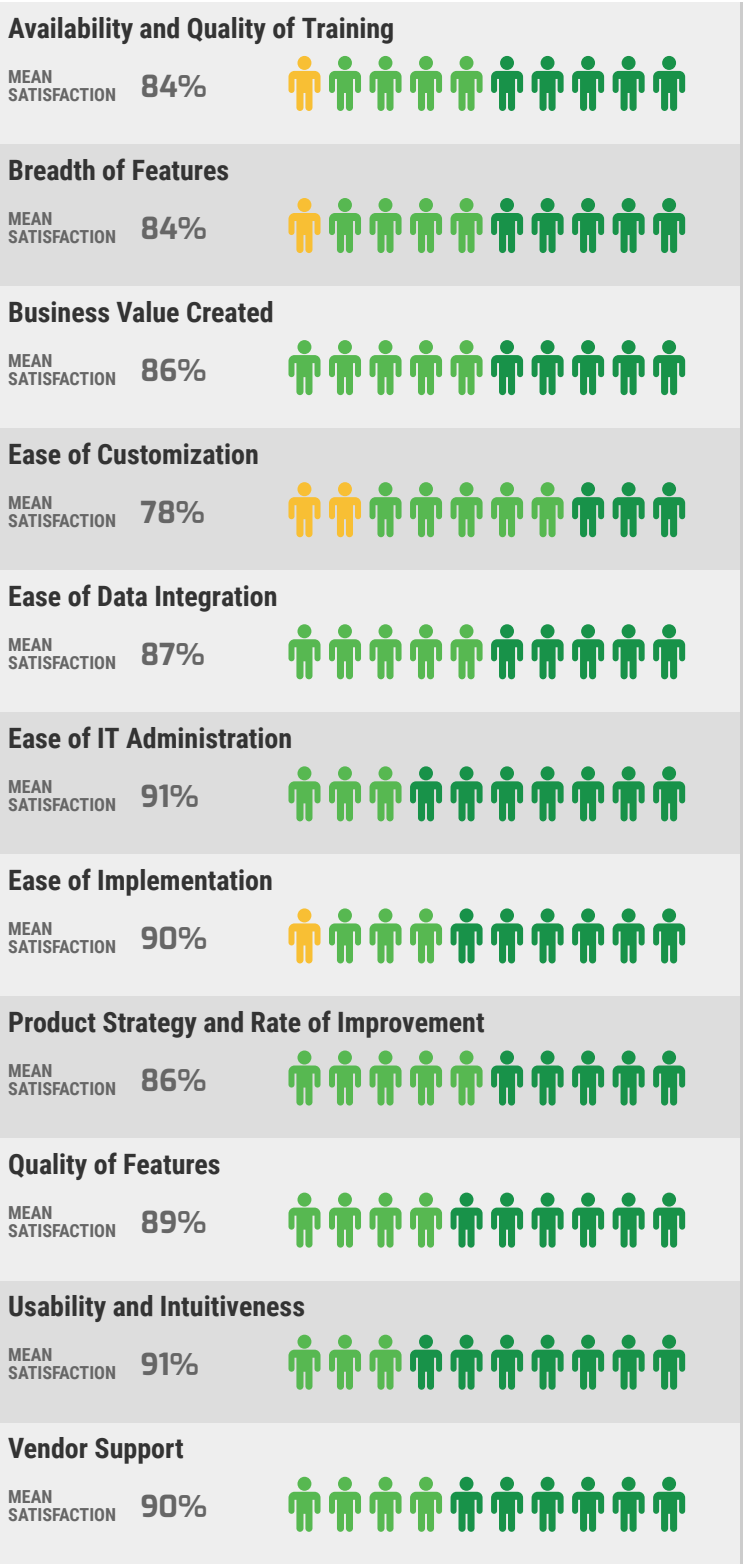 Availability and Quality of Training
MEAN
SATISFACTION 84%
Breadth of Features
MEAN
SATISFACTION 84%
Business Value Created
MEAN
SATISFACTION 86%
Ease of Customization
MEAN
SATISFACTION 78%
Ease of Data Integration
MEAN
SATISFACTION 87%
Ease of IT Administration
MEAN
SATISFACTION 91%
Ease of Implementation
MEAN
SATISFACTION 90%
Product Strategy and Rate of Improvement
MEAN
SATISFACTION 86%
Quality of Features
MEAN
SATISFACTION 89%
Usability and Intuitiveness
MEAN
SATISFACTION 91%
Vendor Support
MEAN
SATISFACTION 90%